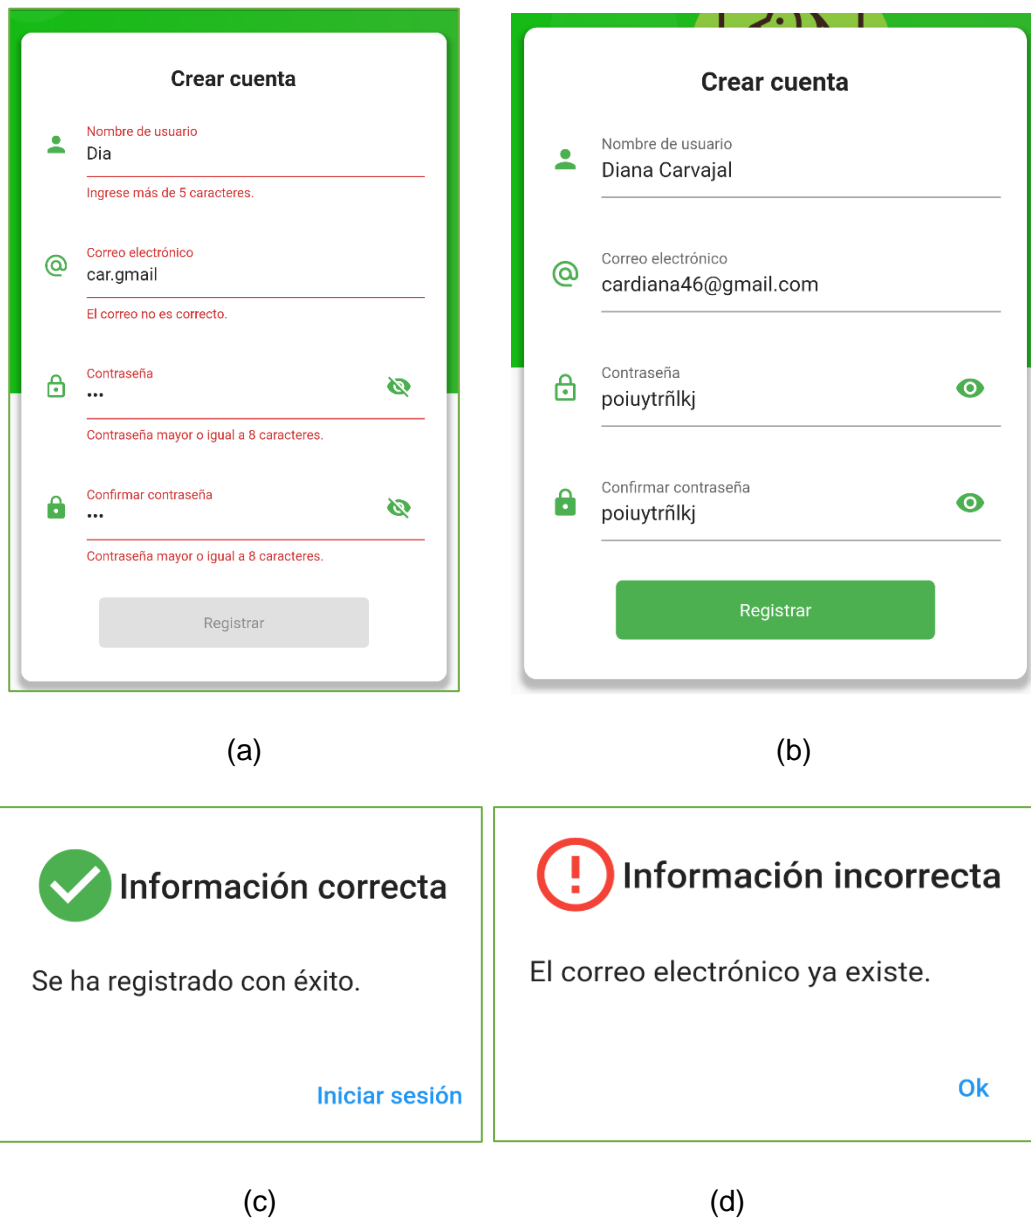 Crear cuenta
Nombre de usuario
Dia
Ingrese más de 5 caracteres.
Correo electrónico
car.gmail
El correo no es correcto.
Contraseña
•••
Contraseña mayor o igual a 8 caracteres.
Confirmar contraseña
•••
Contraseña mayor o igual a 8 caracteres.
Registrar
(a)
Crear cuenta
Nombre de usuario
Diana Carvajal
Correo electrónico
cardiana46@gmail.com
Contraseña
poiuytrñlkj
Confirmar contraseña
poiuytrñlkj
Registrar
(b)
Información correcta
Se ha registrado con éxito.
Iniciar sesión
(c)
Información incorrecta
El correo electrónico ya existe.
Ok
(d)